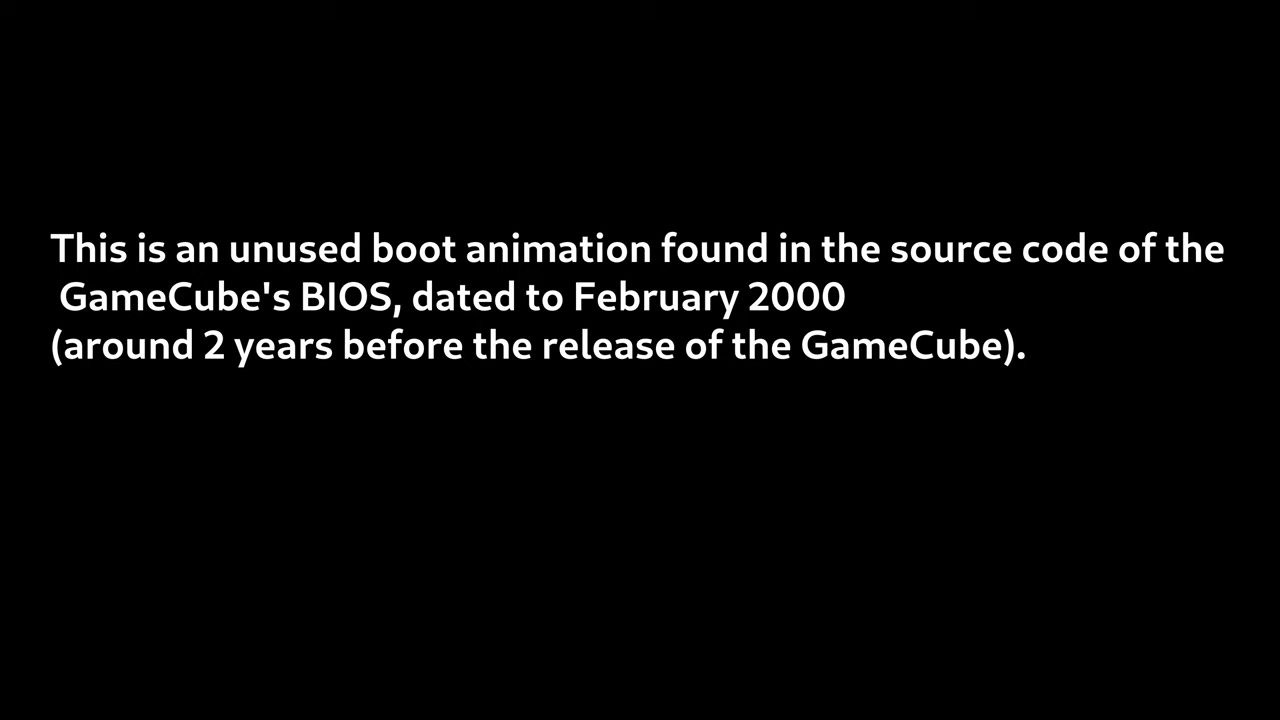 This is an unused boot animation found in the source code of the
GameCube's BIOS, dated to February 2000
(around 2 years before the release of the GameCube).